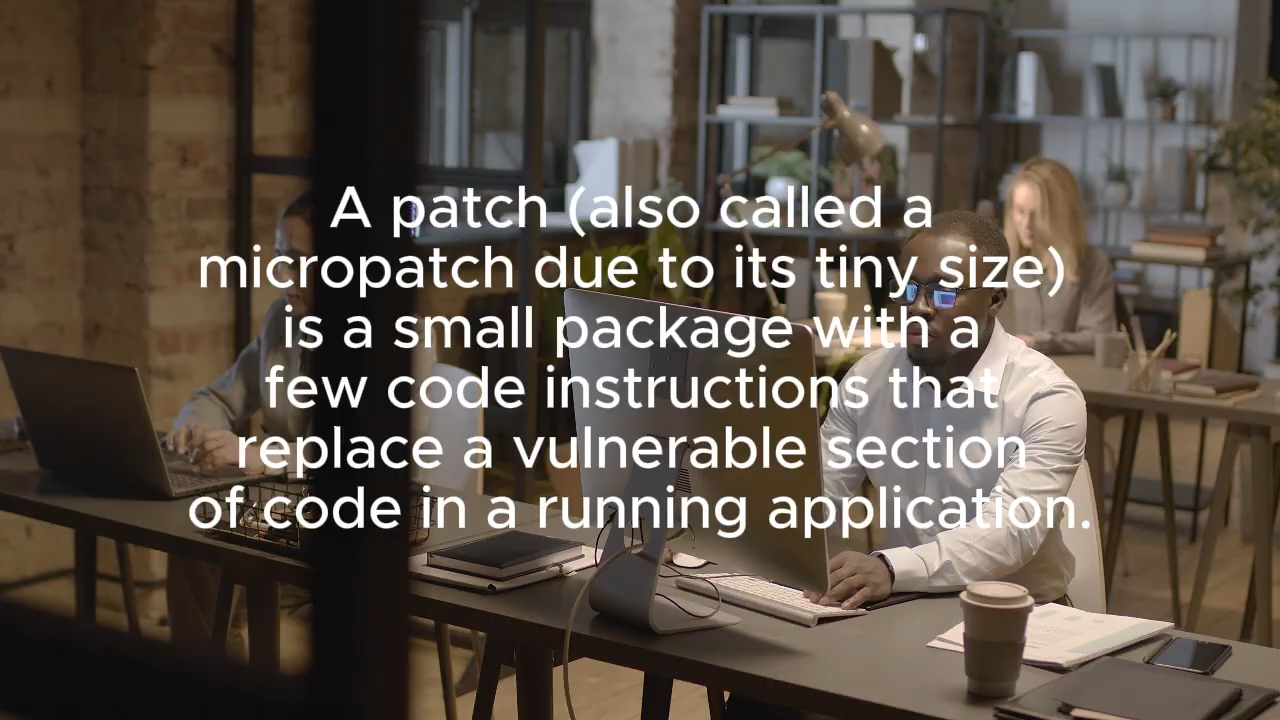 A patch (also called a
micropatch due to its tiny size)
is a small package with a
few code instructions that
replace a vulnerable section
of code in a running application.